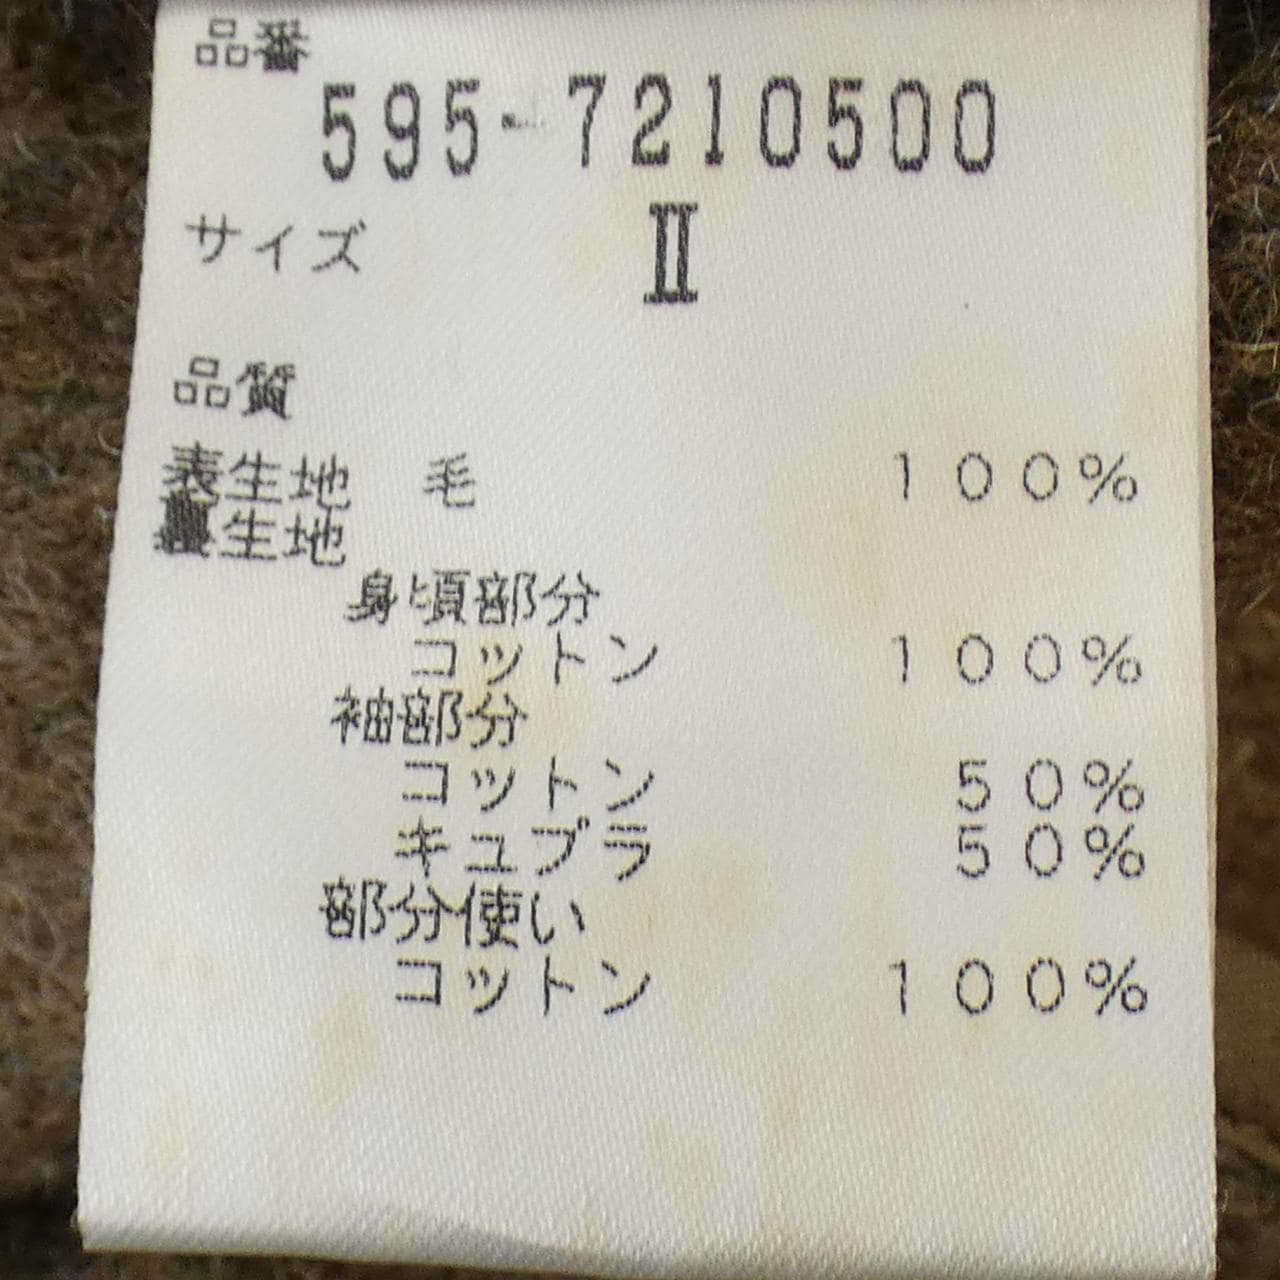 品番
595-7210500
サイズ Ⅱ
品質
表生地 毛 100%
裏生地
身頃部分
コットン 100%
袖部分
コットン 50%
キュプラ 50%
部分使い
コットン 100%